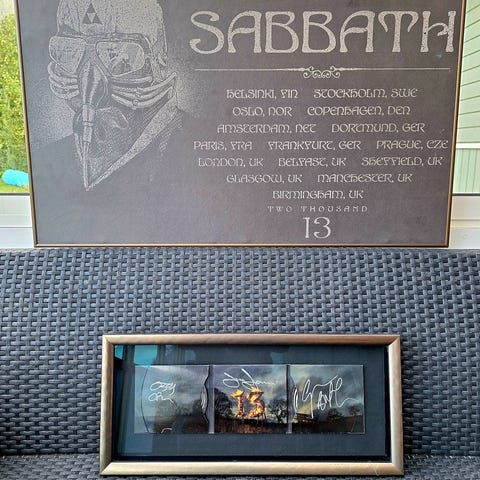 SABBATH
HELSINKI, FIN STOCKHOLM, SWE
OSLO, NOR COPENHAGEN, DEN
AMSTERDAM, NET DORTMUND, GER
PARIS, FRA FRANKFURT, GER PRAGUE, CZE
LONDON, UK BELFAST, UK SHEFFIELD, UK
GLASGOW, UK MANCHESTER, UK
BIRMINGHAM, UK
TWO THOUSAND
13
OZZY
13